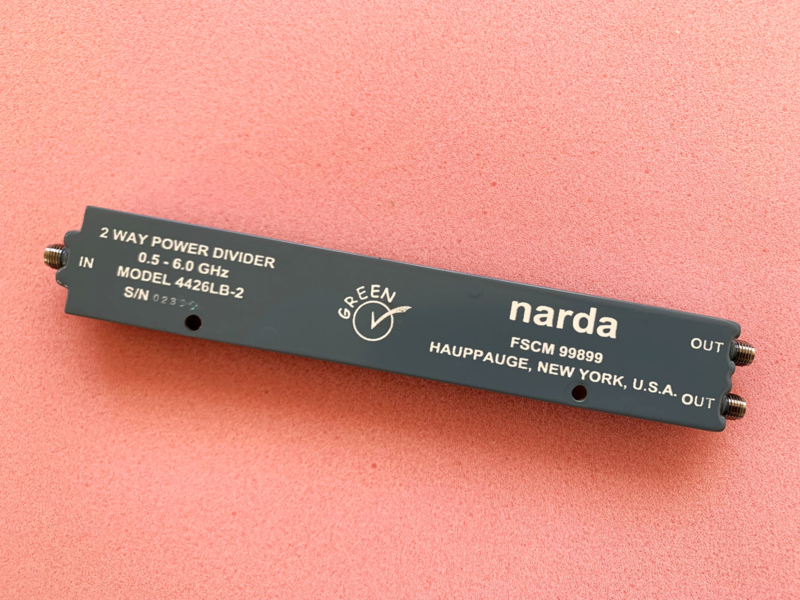 2 WAY POWER DIVIDER
0.5 - 6.0 GHz
IN
MODEL 4426LB-2
S/N
GREEN
narda
FSCM 99899
HAUPPAUGE, NEW YORK, U.S.A.
OUT
OUT